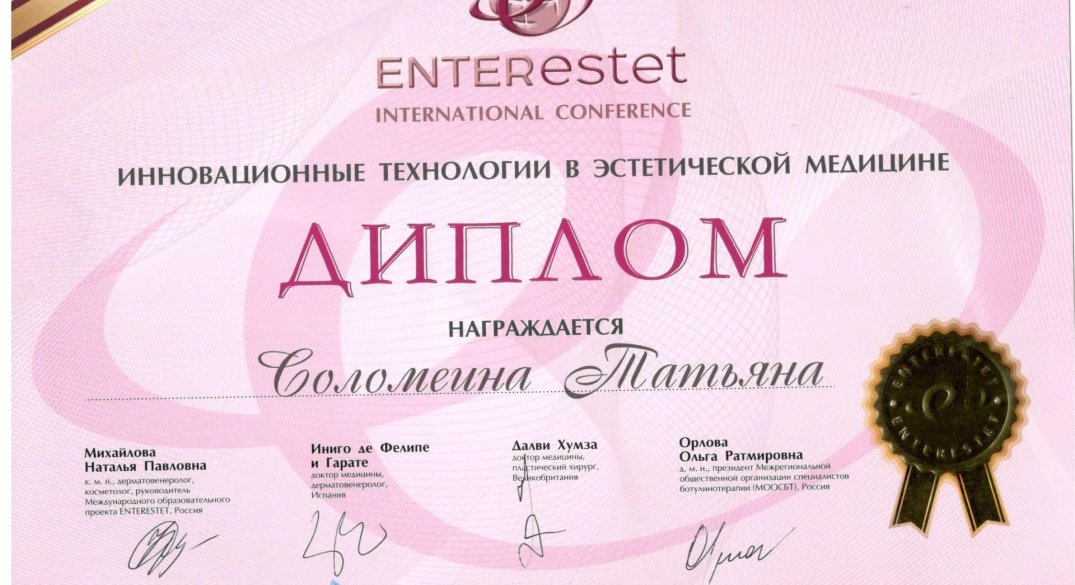 ENTERestet
INTERNATIONAL CONFERENCE
ИННОВАЦИОННЫЕ ТЕХНОЛОГИИ В ЭСТЕТИЧЕСКОЙ МЕДИЦИНЕ
ДИПЛОМ
НАГРАЖДАЕТСЯ
Соломеина Татьяна
Михайлова
Наталья Павловна
к. м. н., дерматовенеролог,
косметолог, руководитель
Международного образовательного
проекта ENTERESTET, Россия
Иниго де Фелипе
и Гарате
доктор медицины,
дерматовенеролог,
Испания
Далви Хумза
доктор медицины,
пластический хирург,
Великобритания
Орлова
Ольга Ратмировна
д. м. н., президент Межрегиональной
общественной организации специалистов
ботулинотерапии (МООСБТ), Россия
ENTERESTET
ENTERESTET